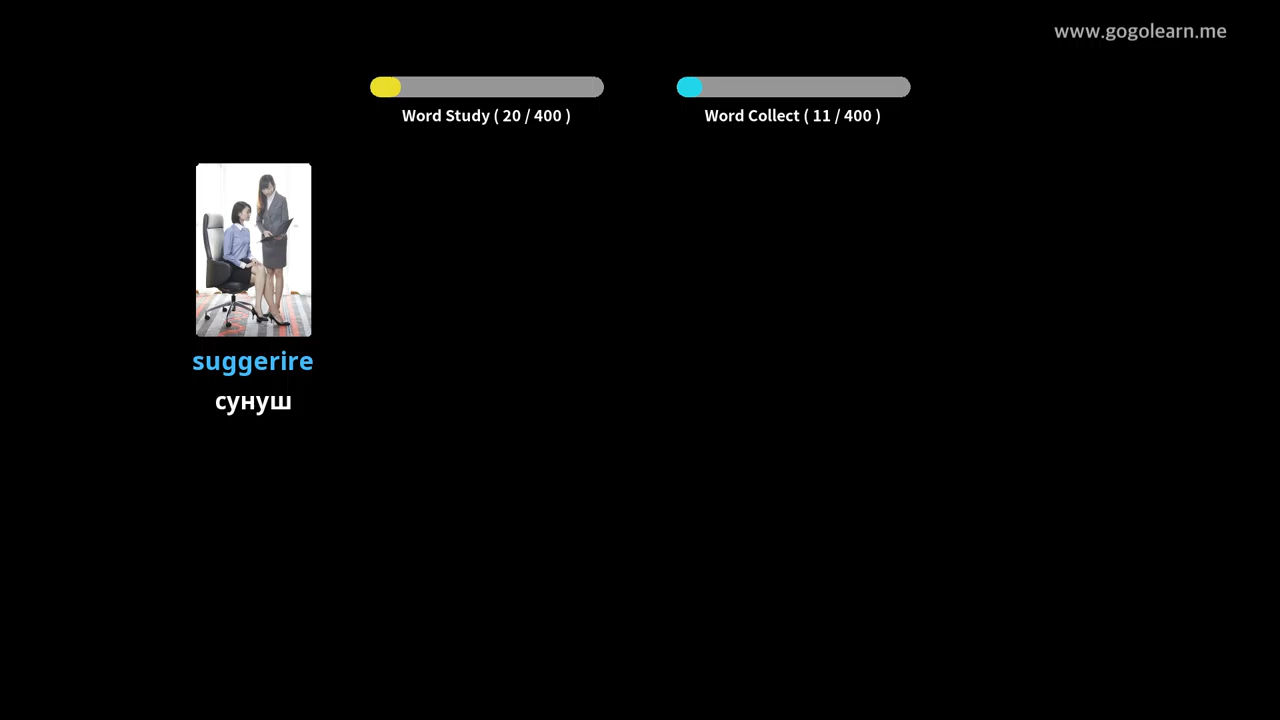 www.gogolearn.me
Word Study ( 20 / 400 )
Word Collect ( 11 / 400 )
suggerire
сунуш